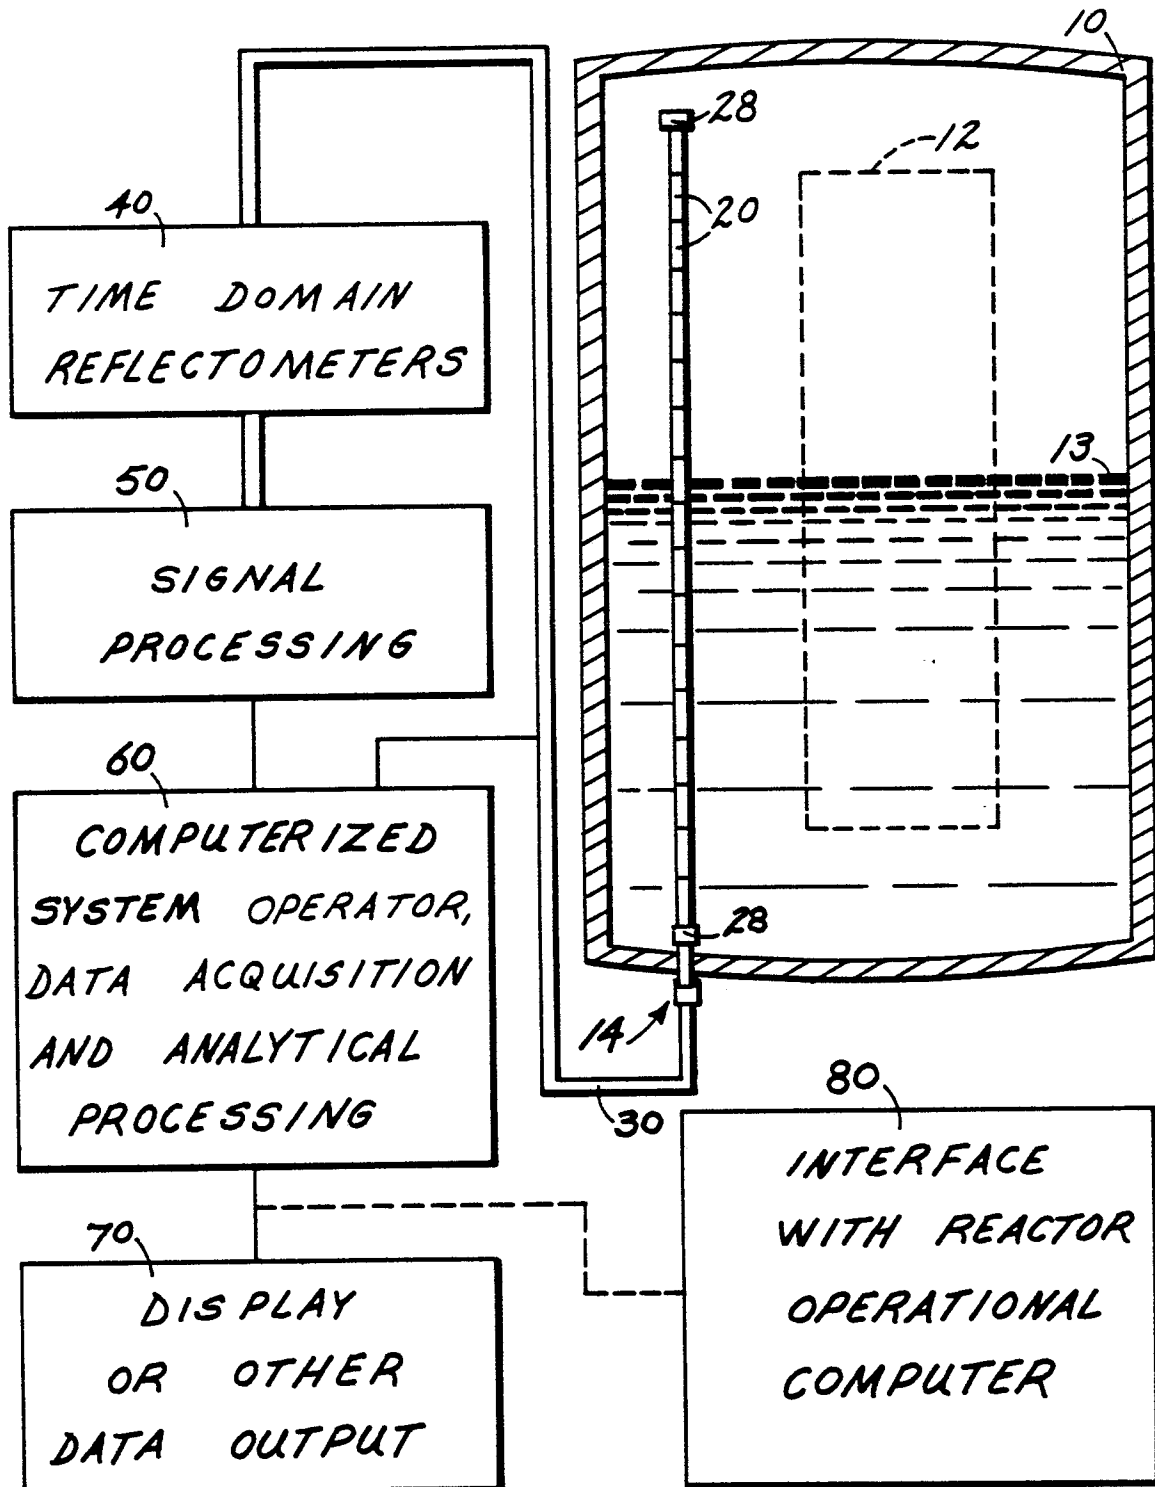 10
28
12
20
40
TIME DOMAIN
REFLECTOMETERS
13
50
SIGNAL
PROCESSING
60
COMPUTERIZED
SYSTEM OPERATOR,
DATA ACQUISITION
AND ANALYTICAL
PROCESSING
28
14
30
80
INTERFACE
WITH REACTOR
OPERATIONAL
COMPUTER
70
DISPLAY
OR OTHER
DATA OUTPUT